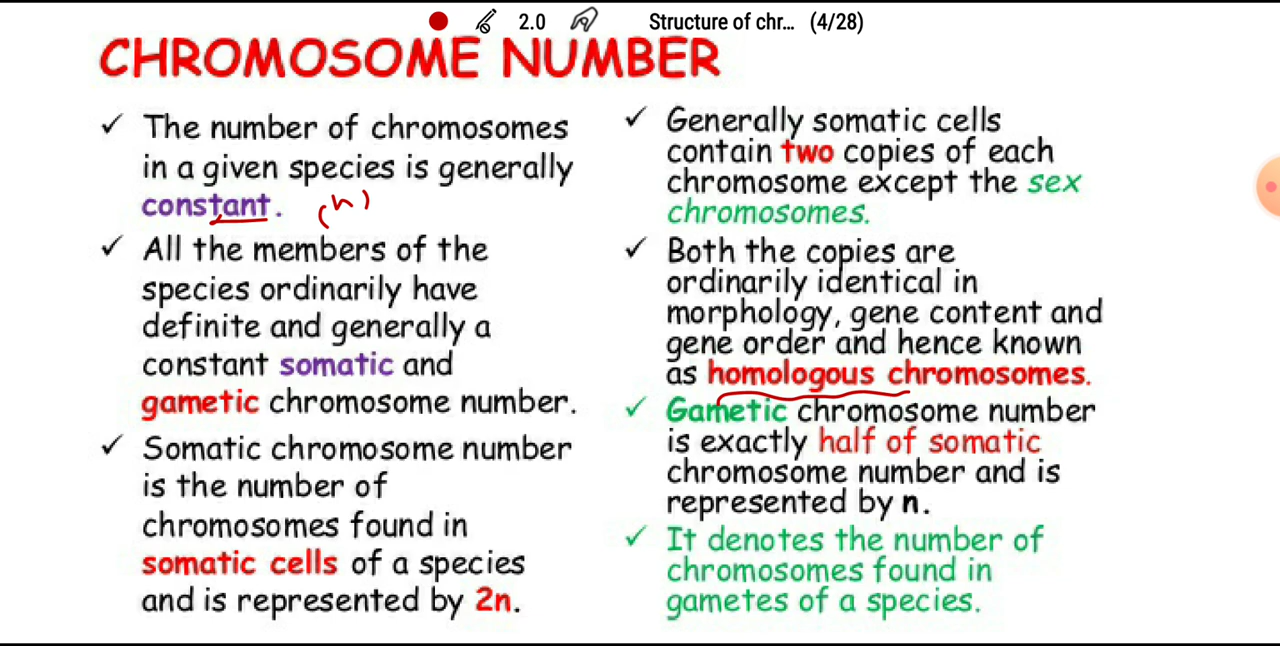 2.0 Structure of chr... (4/28)
CHROMOSOME NUMBER
✓ The number of chromosomes
in a given species is generally
constant. (n)
✓ All the members of the
species ordinarily have
definite and generally a
constant somatic and
gametic chromosome number.
✓ Somatic chromosome number
is the number of
chromosomes found in
somatic cells of a species
and is represented by 2n.
✓ Generally somatic cells
contain two copies of each
chromosome except the sex
chromosomes.
✓ Both the copies are
ordinarily identical in
morphology, gene content and
gene order and hence known
as homologous chromosomes.
✓ Gametic chromosome number
is exactly half of somatic
chromosome number and is
represented by n.
✓ It denotes the number of
chromosomes found in
gametes of a species.